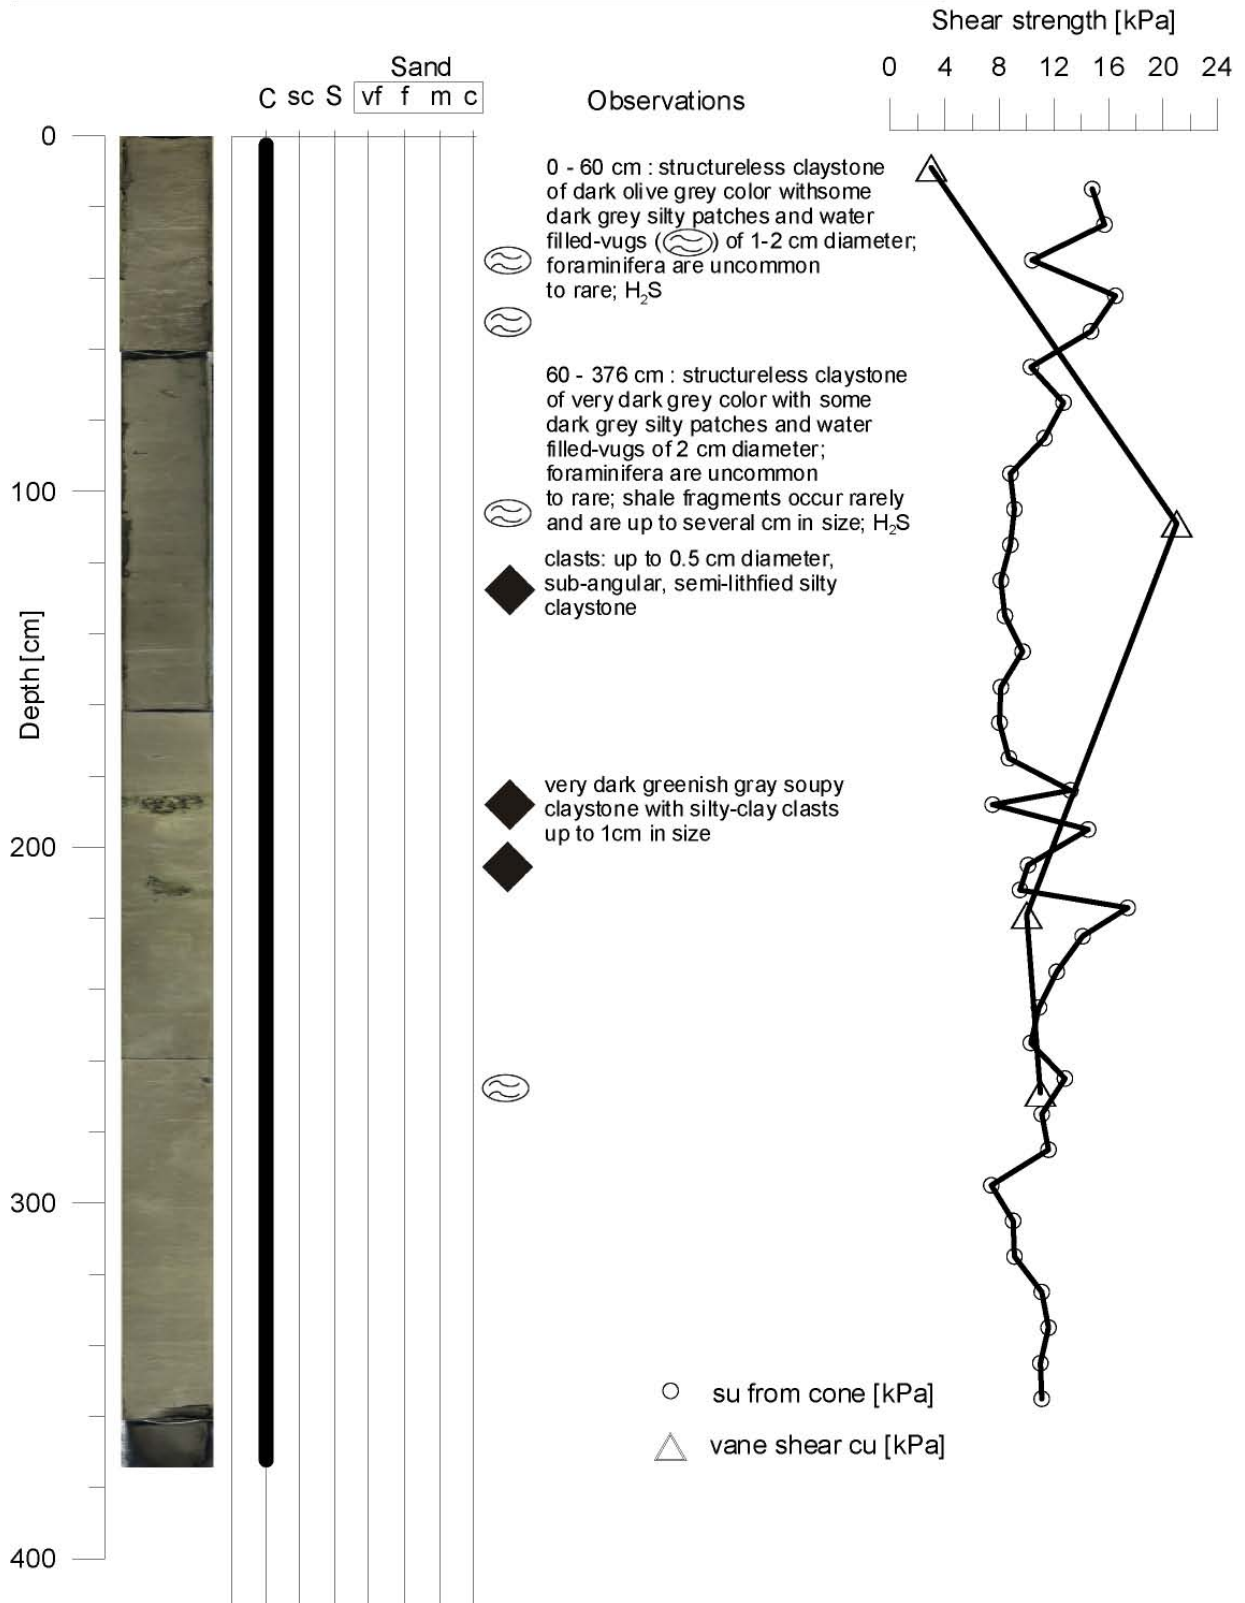 Shear strength [kPa]
0 4 8 12 16 20 24
Sand
C sc S vf f m c
Observations
0
100
200
300
400
Depth [cm]
0 - 60 cm : structureless claystone
of dark olive grey color withsome
dark grey silty patches and water
filled-vugs ( ) of 1-2 cm diameter;
foraminifera are uncommon
to rare; H2S
60 - 376 cm : structureless claystone
of very dark grey color with some
dark grey silty patches and water
filled-vugs of 2 cm diameter;
foraminifera are uncommon
to rare; shale fragments occur rarely
and are up to several cm in size; H2S
clasts: up to 0.5 cm diameter,
sub-angular, semi-lithfied silty
claystone
very dark greenish gray soupy
claystone with silty-clay clasts
up to 1cm in size
su from cone [kPa]
vane shear cu [kPa]